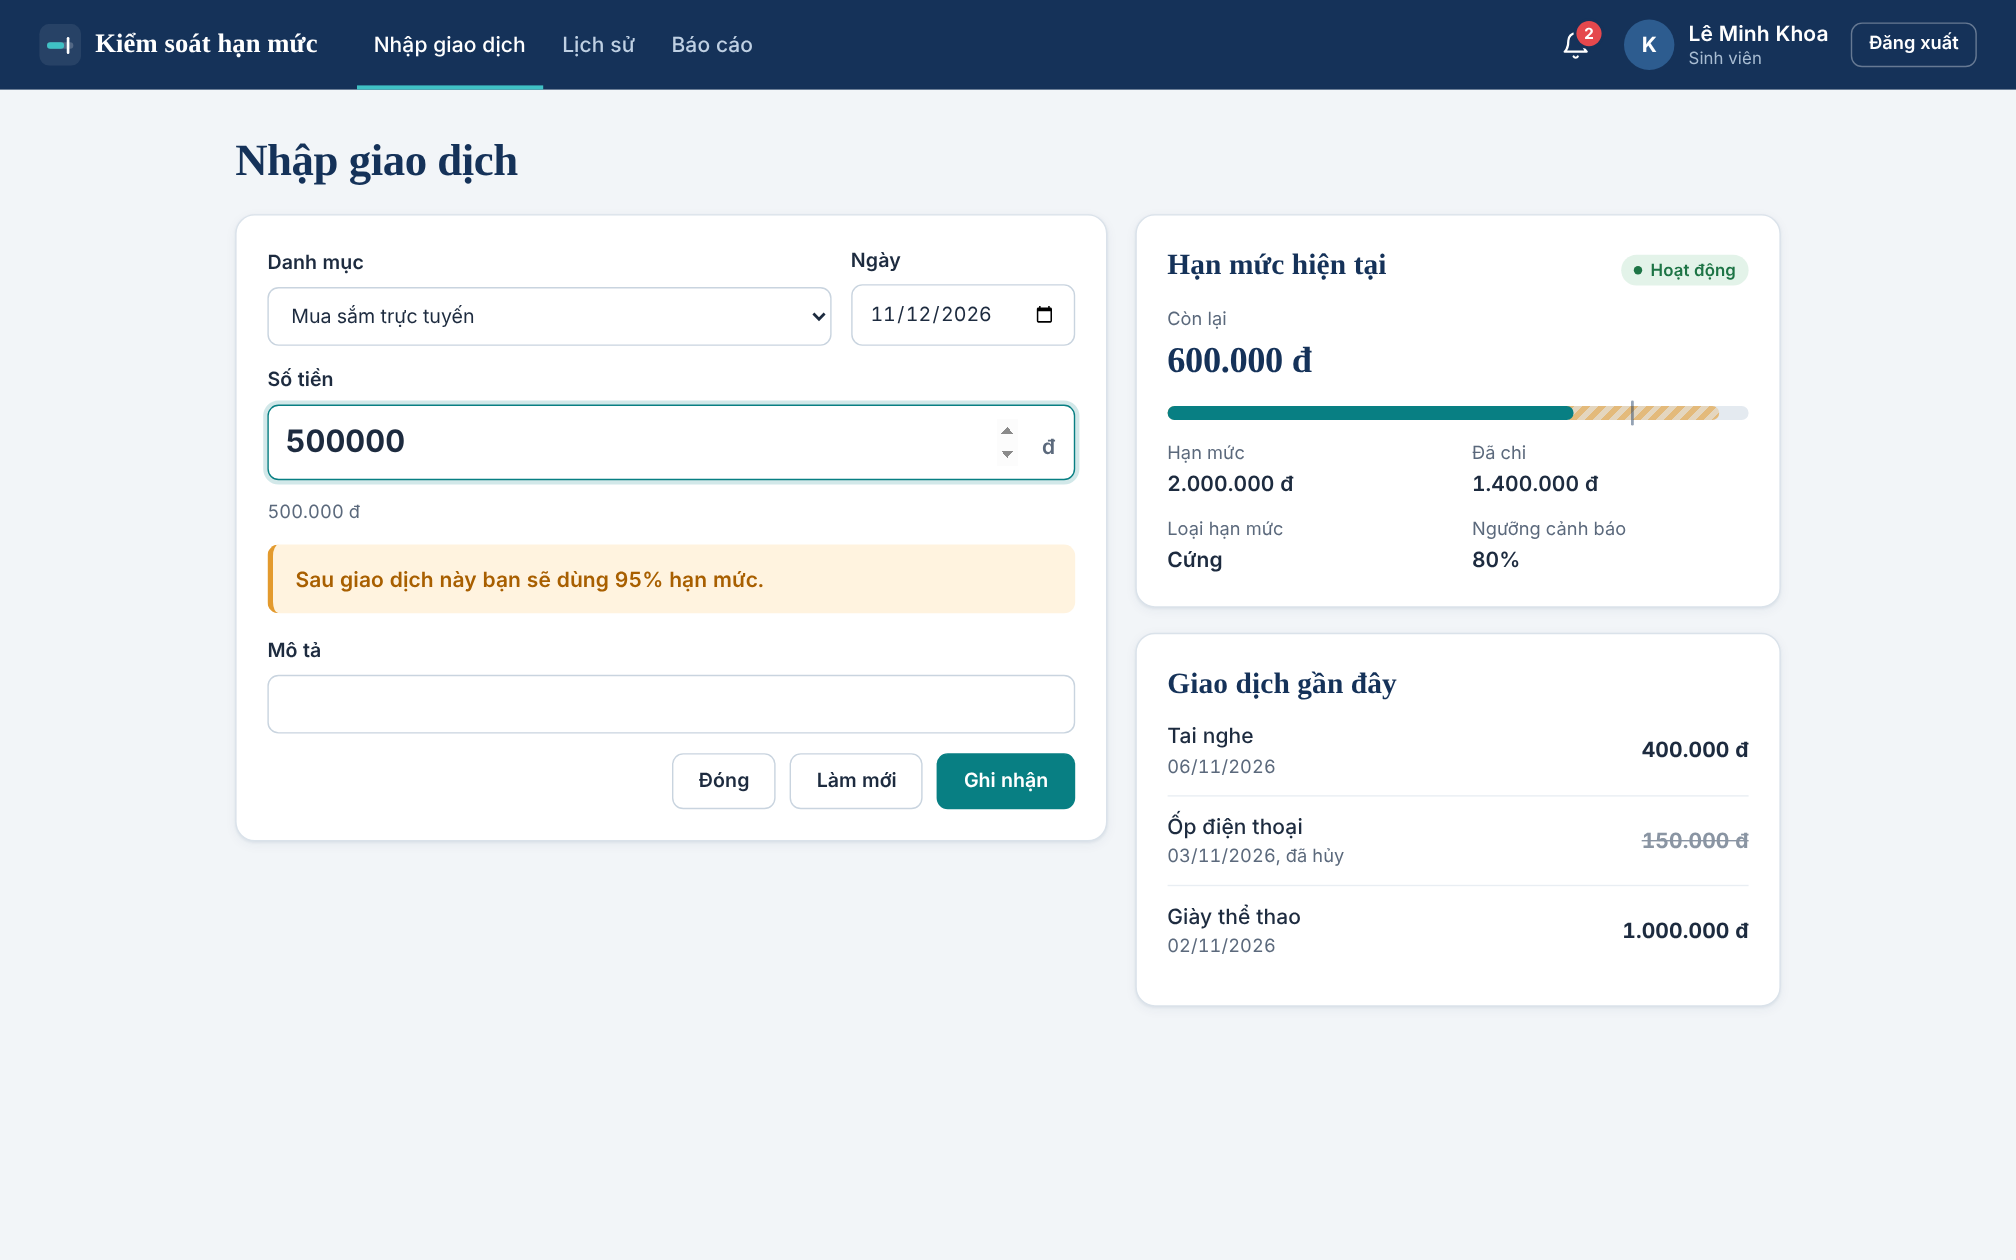 Kiểm soát hạn mức
Nhập giao dịch
Lịch sử
Báo cáo
2
K
Lê Minh Khoa
Sinh viên
Đăng xuất
Nhập giao dịch
Danh mục
Mua sắm trực tuyến
Ngày
11/12/2026
Số tiền
500000
đ
500.000 đ
Sau giao dịch này bạn sẽ dùng 95% hạn mức.
Mô tả
Đóng
Làm mới
Ghi nhận
Hạn mức hiện tại
Hoạt động
Còn lại
600.000 đ
Hạn mức
2.000.000 đ
Đã chi
1.400.000 đ
Loại hạn mức
Cứng
Ngưỡng cảnh báo
80%
Giao dịch gần đây
Tai nghe
06/11/2026
400.000 đ
Ốp điện thoại
03/11/2026, đã hủy
150.000 đ
Giày thể thao
02/11/2026
1.000.000 đ